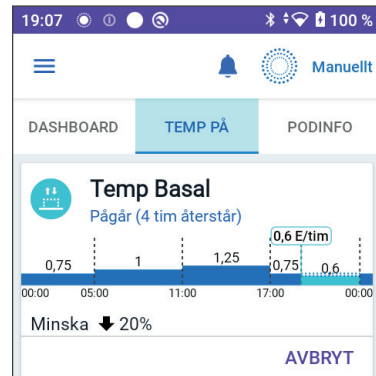 19:07 100 %
Manuellt
DASHBOARD TEMP PÅ PODINFO
Temp Basal
Pågår (4 tim återstår)
0,6 E/tim
0,75 1 1,25 0,75 0,6
00:00 05:00 11:00 17:00 00:00
Minska 20%
AVBRYT